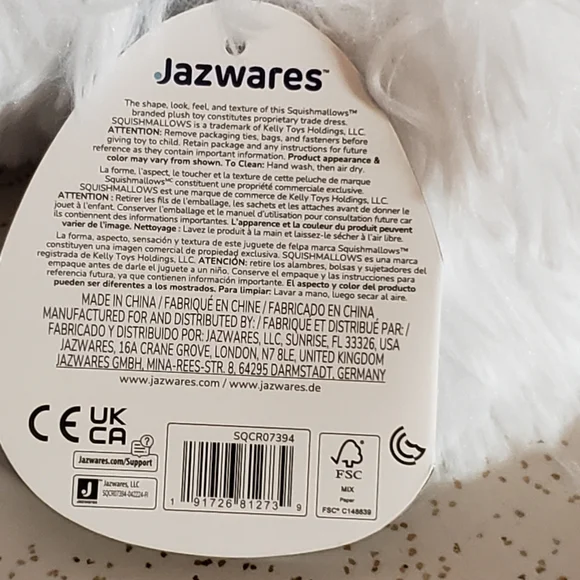 Jazwares™
The shape, look, feel, and texture of this Squishmallows™
branded plush toy constitutes proprietary trade dress.
SQUISHMALLOWS is a trademark of Kelly Toys Holdings, LLC.
ATTENTION: Remove packaging ties, bags, and fasteners before
giving toy to child. Retain package and any instructions for future
reference as they contain important information. Product appearance &
color may vary from shown. To Clean: Hand wash, then air dry.
La forme, l'aspect, le toucher et la texture de cette peluche de marque
Squishmallowsᴹᶜ constituent une propriété commerciale exclusive.
SQUISHMALLOWS est une marque de commerce de Kelly Toys Holdings, LLC.
ATTENTION : Retirer les fils de l'emballage, les sachets et les attaches avant de donner le
jouet à l'enfant. Conserver l'emballage et le manuel d'utilisation pour consultation future car
ils contiennent des informations importantes. L'apparence et la couleur du produit peuvent
varier de l'image. Nettoyage : Lavez le produit à la main et laissez-le sécher à l'air libre.
La forma, aspecto, sensación y textura de este juguete de felpa marca Squishmallows™
constituyen una imagen comercial de propiedad exclusiva. SQUISHMALLOWS es una marca
registrada de Kelly Toys Holdings, LLC. ATENCIÓN: retire los alambres, bolsas y sujetadores del
empaque antes de darle el juguete a un niño, Conserve el empaque y las instrucciones para
referencia futura, ya que contienen información importante. El aspecto y color del producto
pueden ser diferentes a los mostrados. Para limpiar: Lavar a mano, luego secar al aire.
MADE IN CHINA / FABRIQUÉ EN CHINE / FABRICADO EN CHINA
MANUFACTURED FOR AND DISTRIBUTED BY: / FABRIQUÉ ET DISTRIBUÉ PAR: /
FABRICADO Y DISTRIBUIDO POR: JAZWARES, LLC, SUNRISE, FL 33326, USA
JAZWARES, 16A CRANE GROVE, LONDON, N7 8LE, UNITED KINGDOM
JAZWARES GMBH, MINA-REES-STR. 8, 64295 DARMSTADT, GERMANY
www.jazwares.com / www.jazwares.de
CE UK
CA
?
Jazwares.com/Support
J
Jazwares
Jazwares, LLC
SQCR07394-042224-FI
SQCR07394
1 91726 81273 9
FSC
MIX
Paper
FSC® C148839